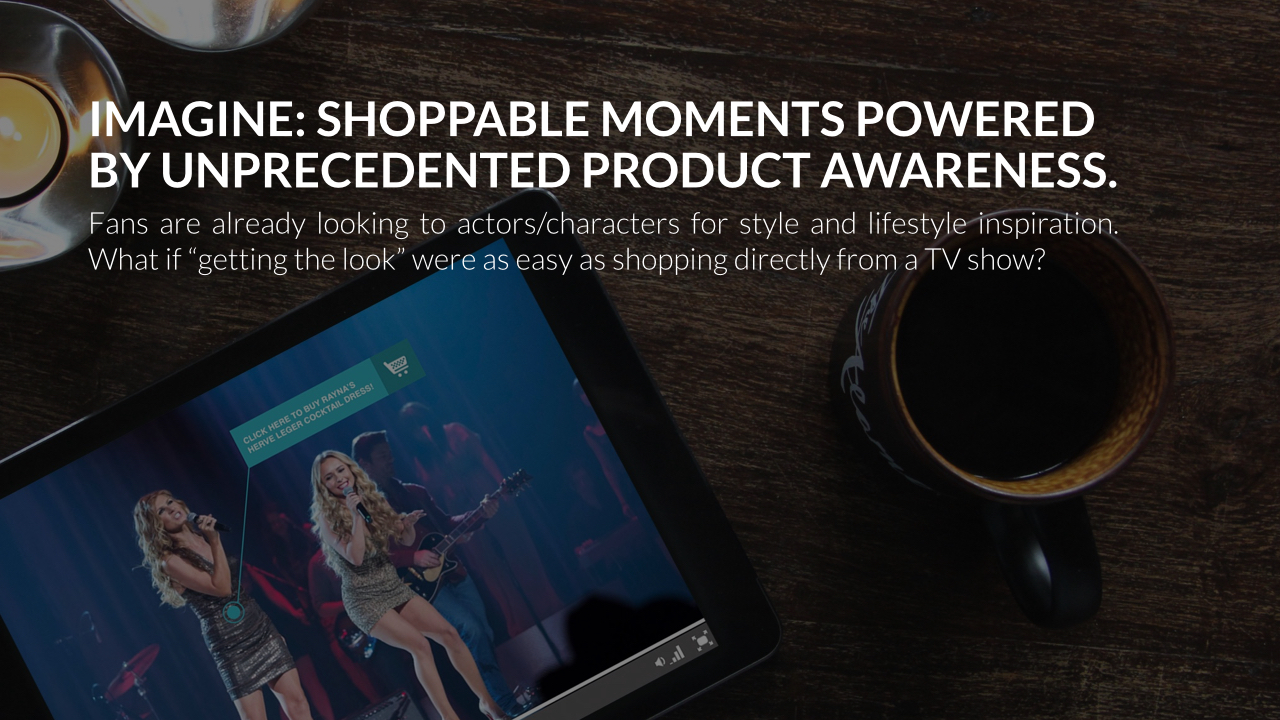 IMAGINE: SHOPPABLE MOMENTS POWERED
BY UNPRECEDENTED PRODUCT AWARENESS.
Fans are already looking to actors/characters for style and lifestyle inspiration.
What if “getting the look” were as easy as shopping directly from a TV show?
CLICK HERE TO BUY RAYNA'S
HERVE LEGER COCKTAIL DRESS!